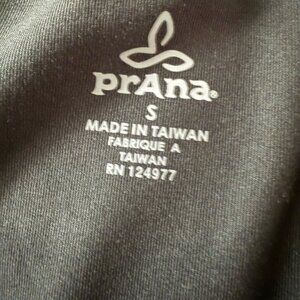 prAna®
S
MADE IN TAIWAN
FABRIQUE A
TAIWAN
RN 124977